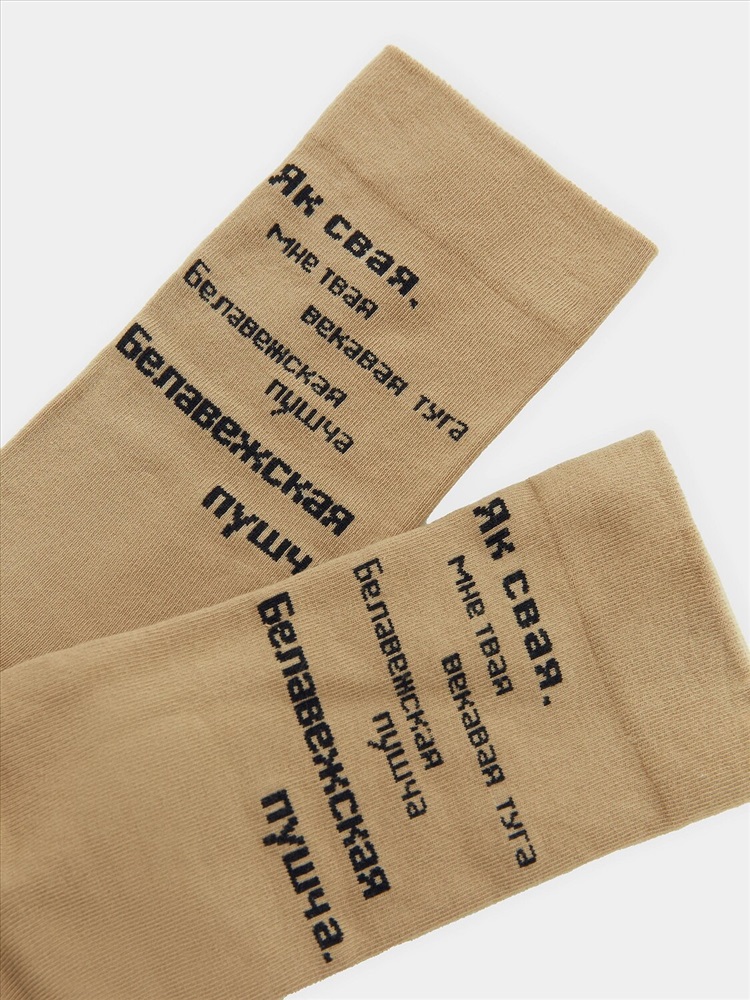 Як свая.
мне твая
векавая туга
Белавежская
пушча
Белавежская
пушч
Як свая.
мне твая
векавая туга
Белавежская
пушча
Белавежская
пушча.